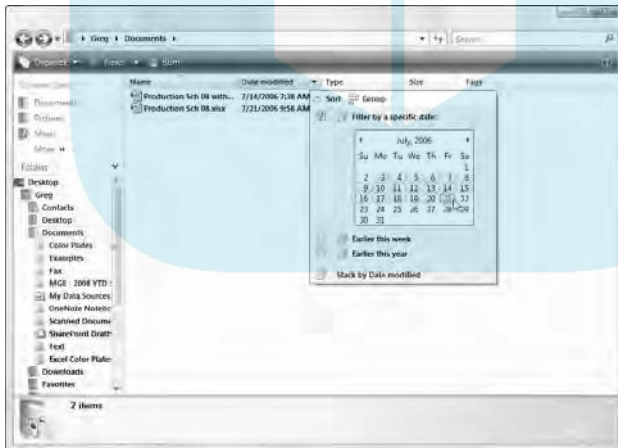 Greg ▸ Documents ▸
Organize Views Burn
Name Date modified Type Size Tags
Production Sch 08 with... 7/14/2006 7:38 AM
Production Sch 08.xlsx 7/21/2006 9:58 AM
Sort Group
Filter by a specific date:
July, 2006
Su Mo Tu We Th Fr Sa
1
2 3 4 5 6 7 8
9 10 11 12 13 14 15
16 17 18 19 20 21 22
23 24 25 26 27 28 29
30 31
Earlier this week
Earlier this year
Stack by Date modified
Documents
Pictures
Music
More
Folders
Desktop
Greg
Contacts
Desktop
Documents
Color Plates
Examples
Fax
MGE - 2008 YTD
My Data Sources
OneNote Notebo
Scanned Docume
SharePoint Draft
Text
Excel Color Plate
Downloads
Favorites
2 items